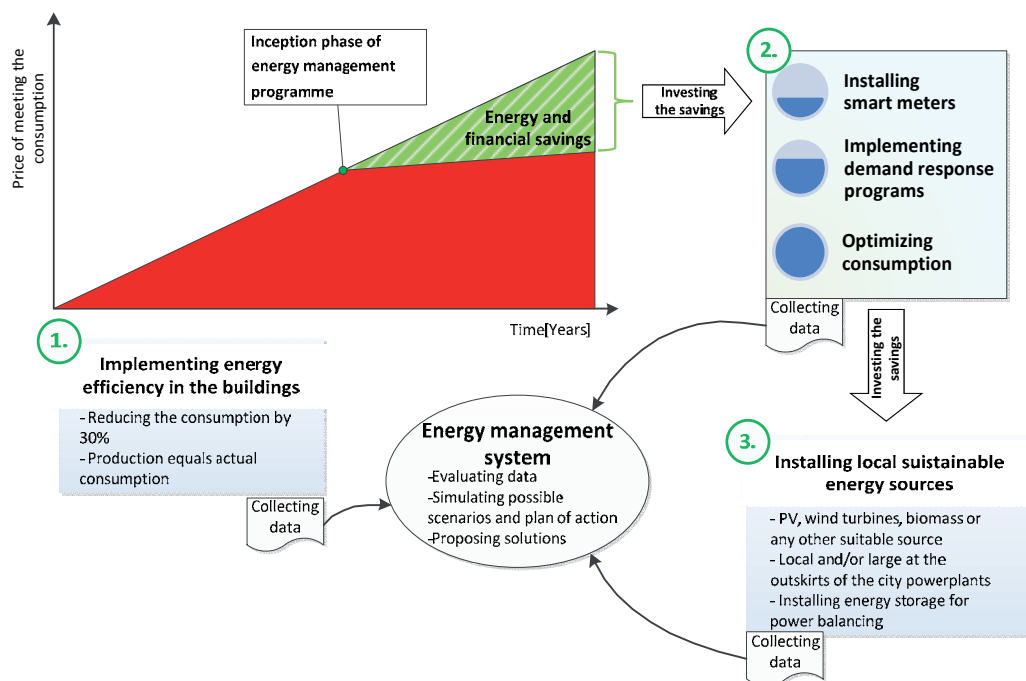 Price of meeting the
consumption
Inception phase of
energy management
programme
Energy and
financial savings
Time[Years]
Investing
the savings
2.
Installing
smart meters
Implementing
demand response
programs
Optimizing
consumption
Collecting
data
Investing the
savings
1.
Implementing energy
efficiency in the buildings
- Reducing the consumption by
30%
- Production equals actual
consumption
Collecting
data
Energy management
system
-Evaluating data
-Simulating possible
scenarios and plan of action
-Proposing solutions
3.
Installing local suistainable
energy sources
- PV, wind turbines, biomass or
any other suitable source
- Local and/or large at the
outskirts of the city powerplants
- Installing energy storage for
power balancing
Collecting
data